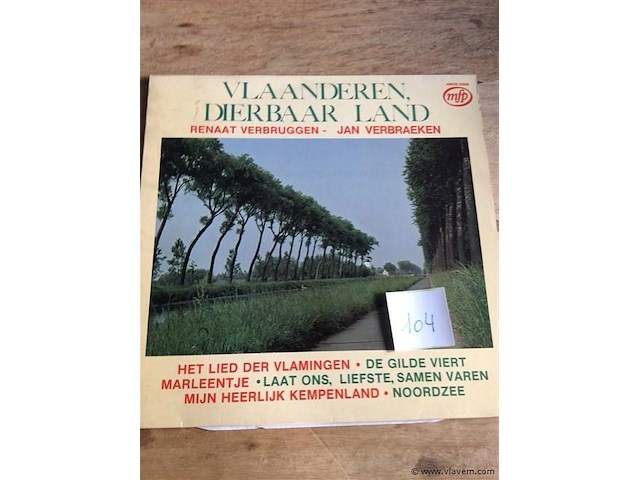 VLAANDEREN,
DIERBAAR LAND
mfp
RENAAT VERBRUGGEN - JAN VERBRAEKEN
104
HET LIED DER VLAMINGEN • DE GILDE VIERT
MARLEENTJE • LAAT ONS, LIEFSTE, SAMEN VAREN
MIJN HEERLIJK KEMPENLAND • NOORDZEE
© www.vlavem.com